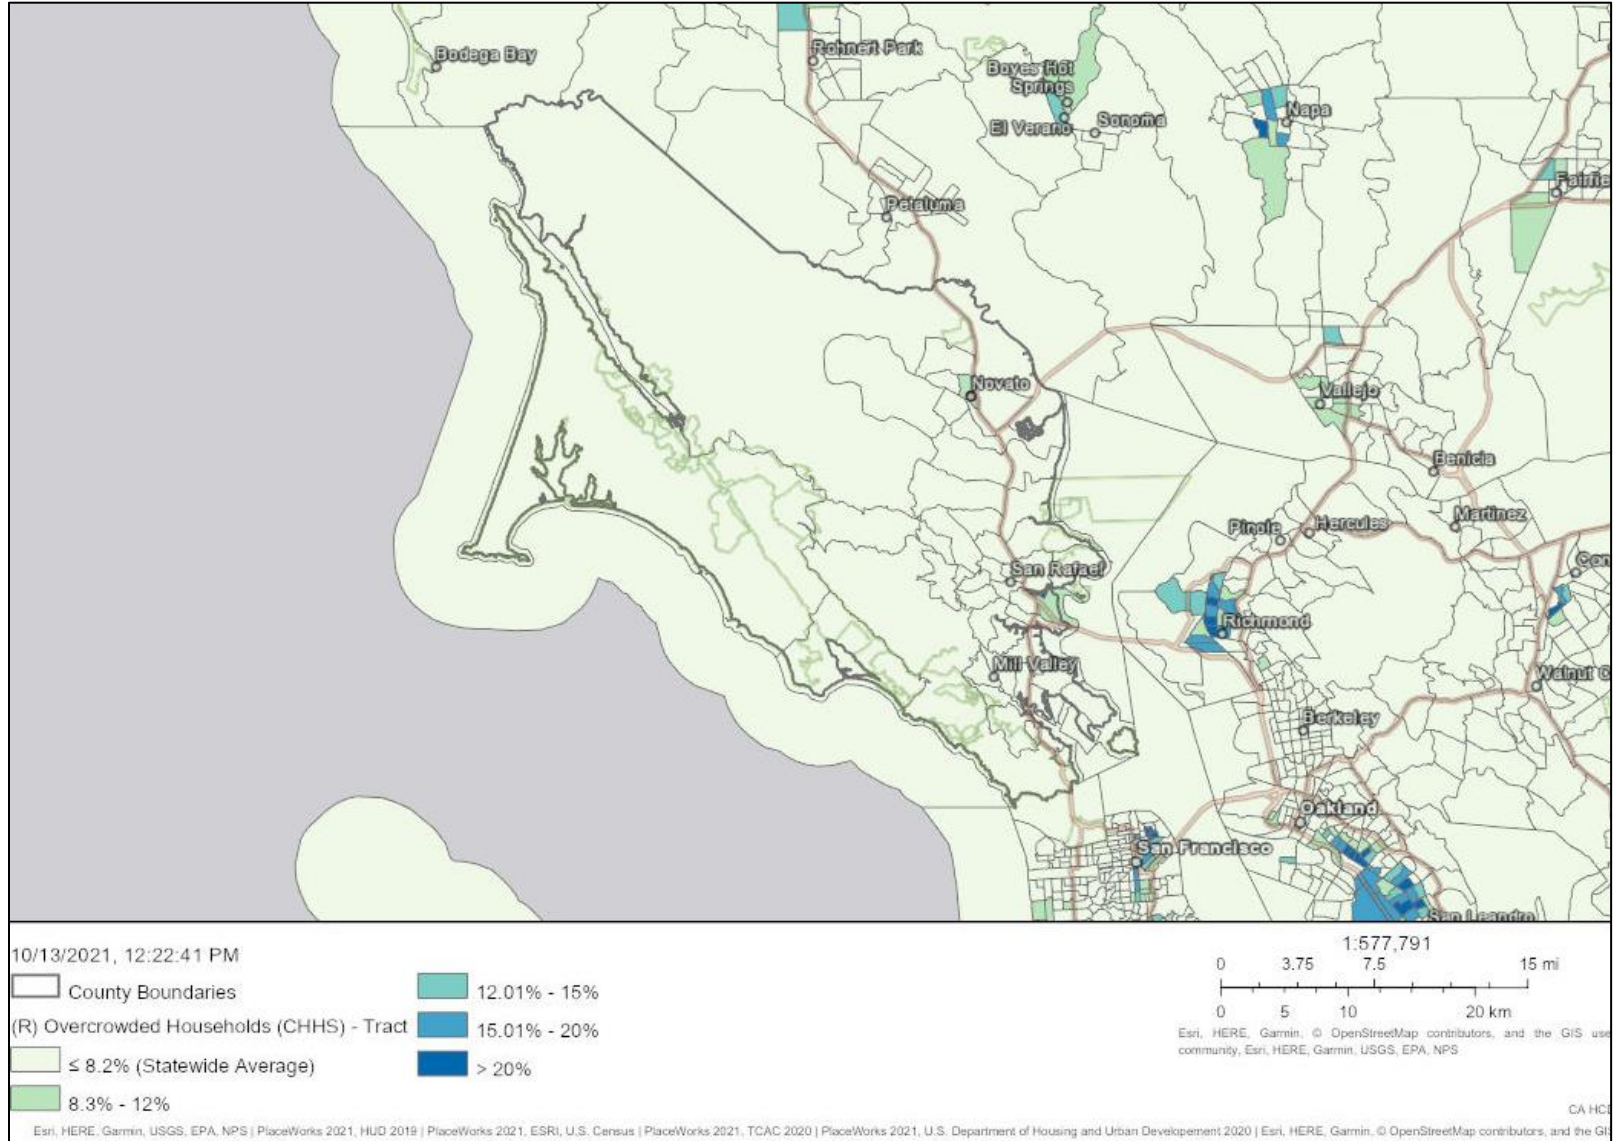 Bodega Bay
Rohnert Park
Boyes Hot
Springs
El Verano
Sonoma
Napa
Fairfie
Petaluma
Novato
Vallejo
Benicia
Martinez
Pinole
Hercules
Con
San Rafael
Richmond
Mill Valley
Walnut C
Berkeley
Oakland
San Francisco
San Leandro
10/13/2021, 12:22:41 PM
County Boundaries
(R) Overcrowded Households (CHHS) - Tract
≤ 8.2% (Statewide Average)
8.3% - 12%
12.01% - 15%
15.01% - 20%
> 20%
1:577,791
0 3.75 7.5 15 mi
0 5 10 20 km
Esri, HERE, Garmin, © OpenStreetMap contributors, and the GIS use
community, Esri, HERE, Garmin, USGS, EPA, NPS
CA HCD
Esri, HERE, Garmin, USGS, EPA, NPS | PlaceWorks 2021, HUD 2019 | PlaceWorks 2021, ESRI, U.S. Census | PlaceWorks 2021, TCAC 2020 | PlaceWorks 2021, U.S. Department of Housing and Urban Developement 2020 | Esri, HERE, Garmin, © OpenStreetMap contributors, and the GIS